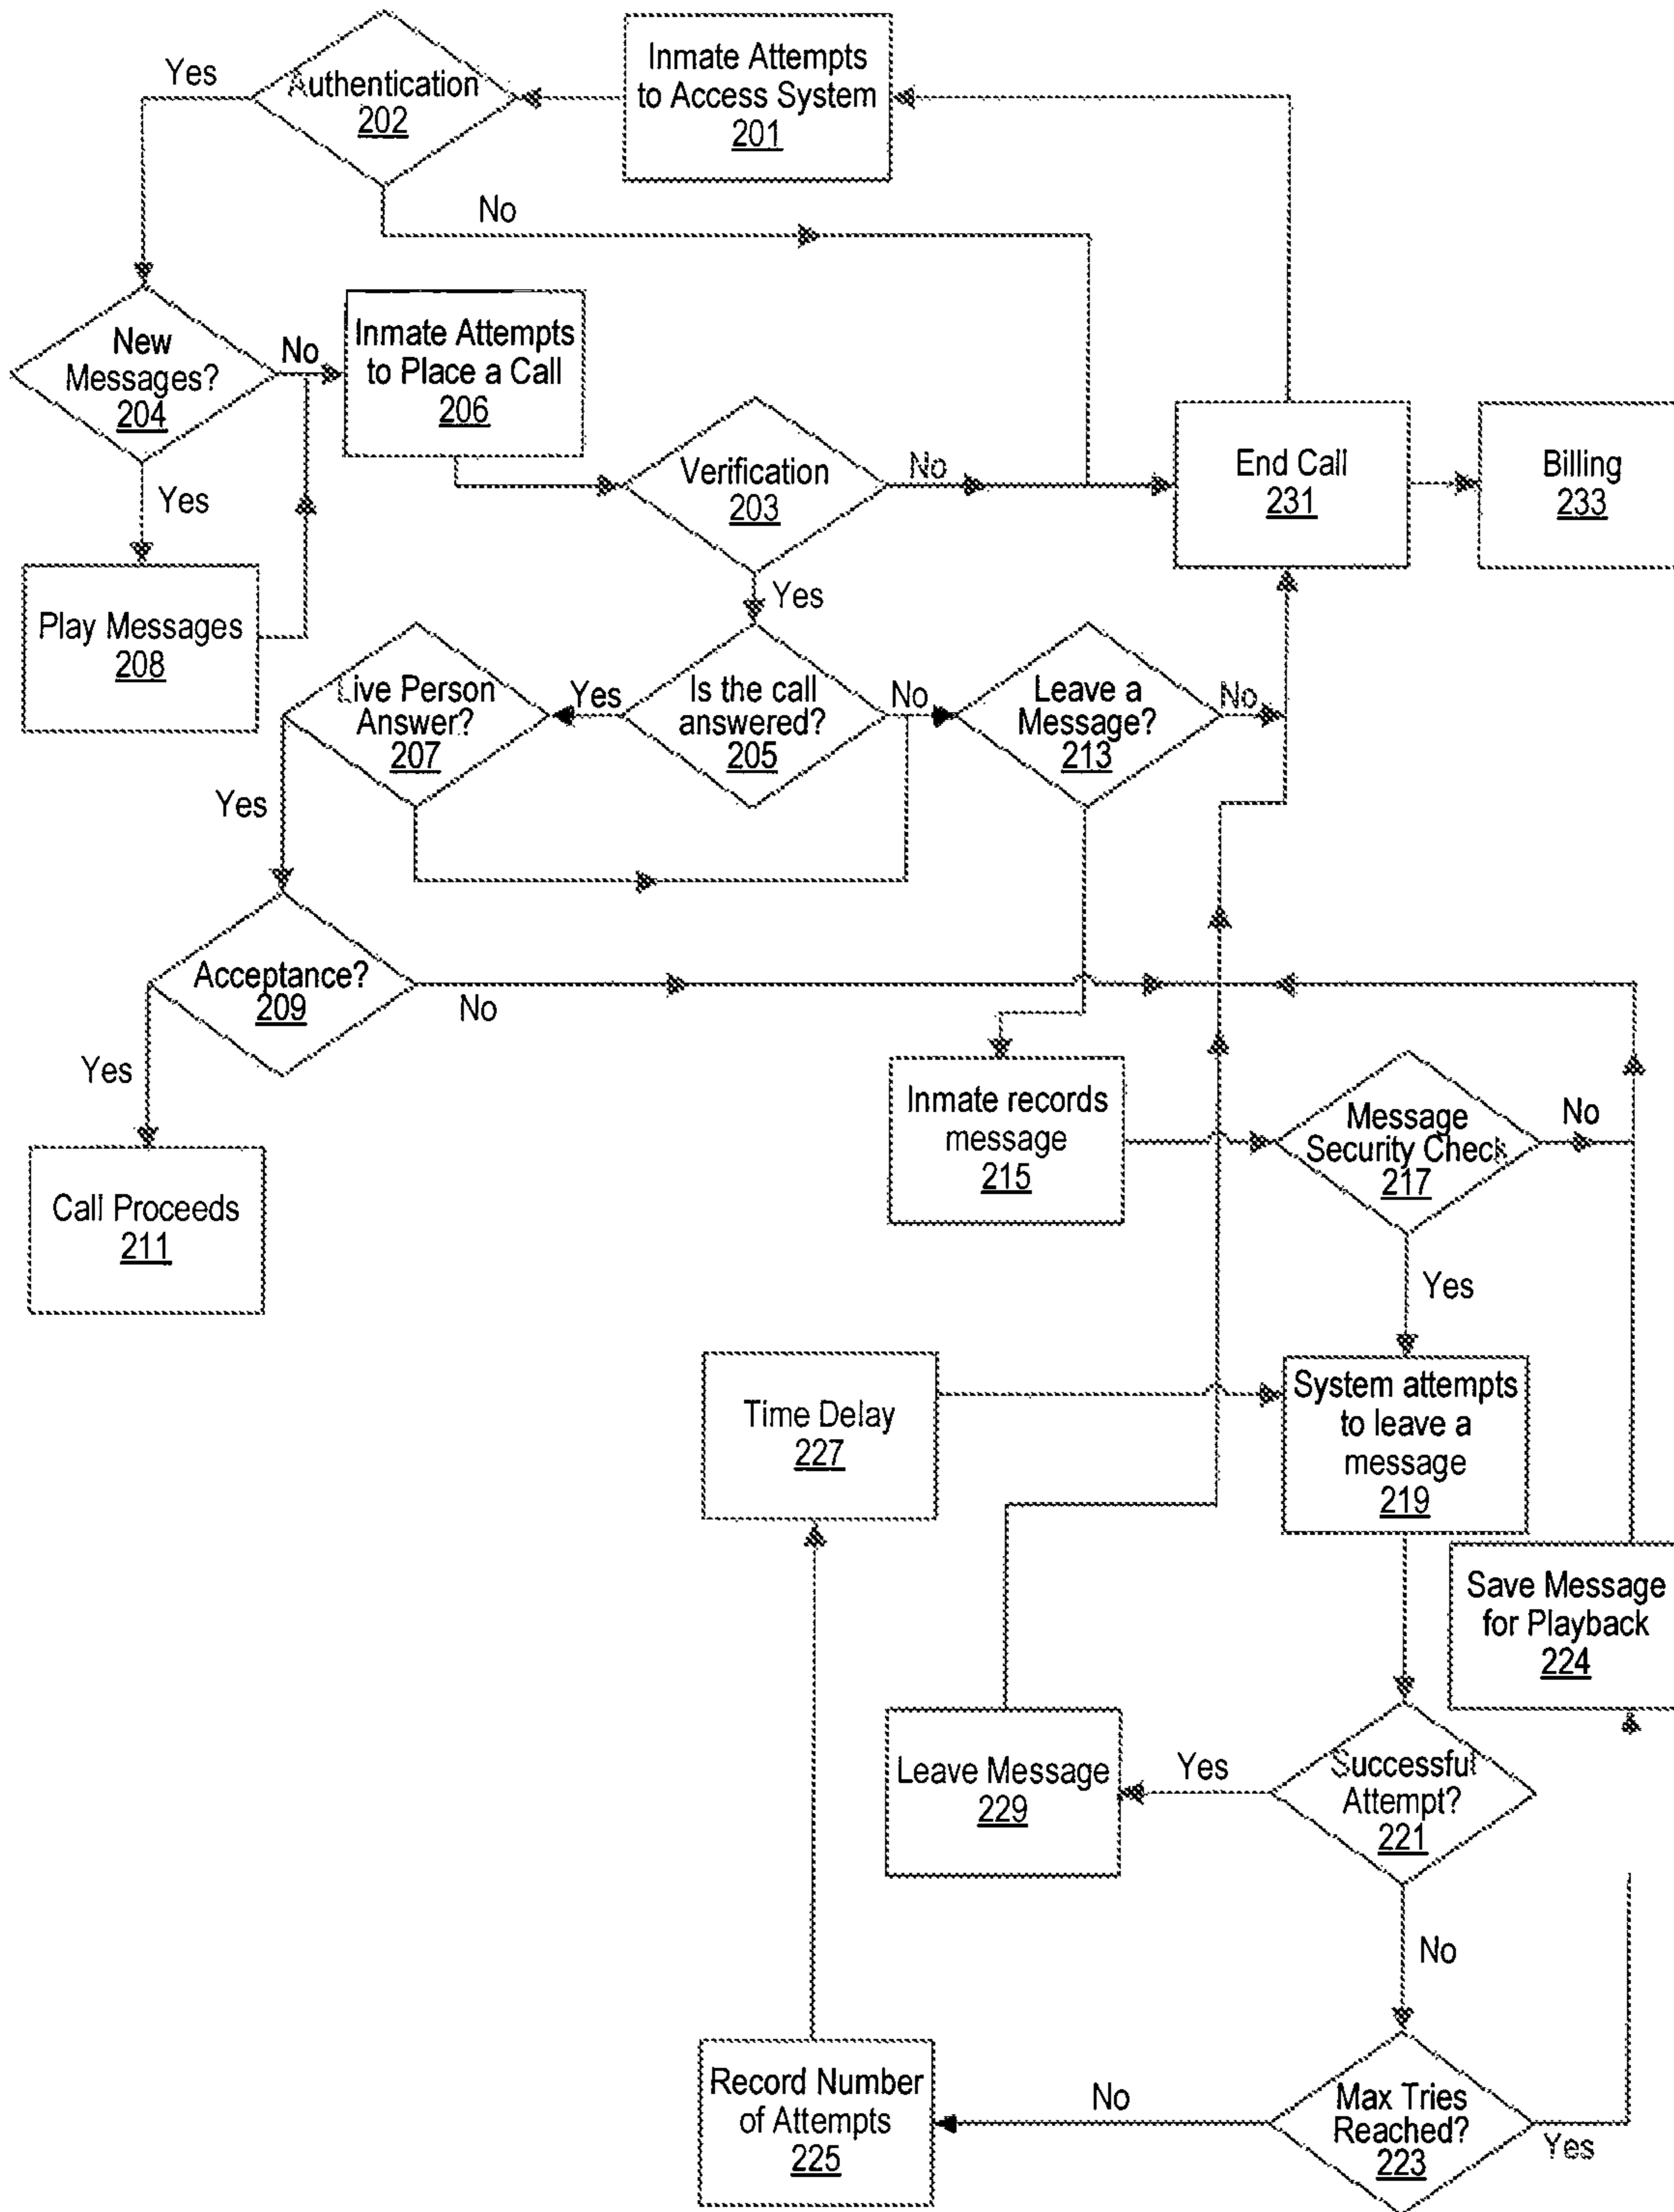 Yes
Authentication
202
Inmate Attempts
to Access System
201
No
New
Messages?
204
No
Inmate Attempts
to Place a Call
206
Verification
203
No
End Call
231
Billing
233
Yes
Yes
Play Messages
208
Live Person
Answer?
207
Yes
Is the call
answered?
205
No
Leave a
Message?
213
No
Yes
Acceptance?
209
No
Yes
Call Proceeds
211
Inmate records
message
215
Message
Security Check
217
No
Yes
Time Delay
227
System attempts
to leave a
message
219
Save Message
for Playback
224
Leave Message
229
Yes
Successful
Attempt?
221
No
Record Number
of Attempts
225
No
Max Tries
Reached?
223
Yes